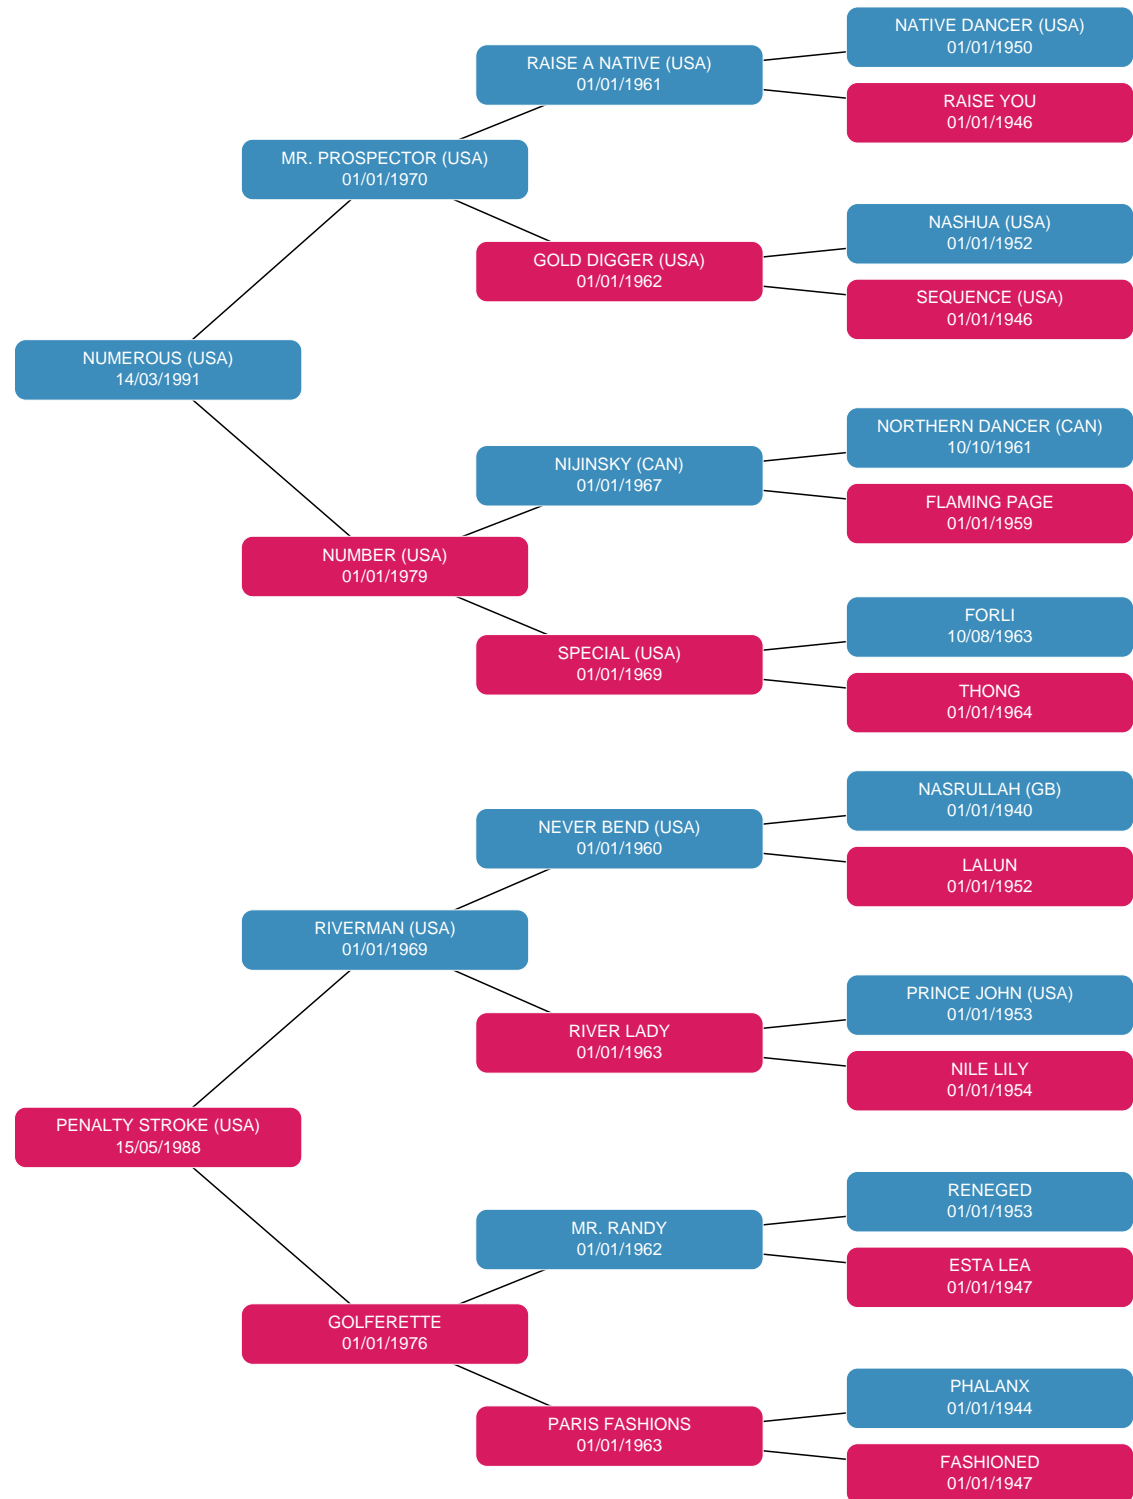 NATIVE DANCER (USA)
01/01/1950
RAISE A NATIVE (USA)
01/01/1961
RAISE YOU
01/01/1946
MR. PROSPECTOR (USA)
01/01/1970
NASHUA (USA)
01/01/1952
GOLD DIGGER (USA)
01/01/1962
SEQUENCE (USA)
01/01/1946
NUMEROUS (USA)
14/03/1991
NORTHERN DANCER (CAN)
10/10/1961
NIJINSKY (CAN)
01/01/1967
FLAMING PAGE
01/01/1959
NUMBER (USA)
01/01/1979
FORLI
10/08/1963
SPECIAL (USA)
01/01/1969
THONG
01/01/1964
NASRULLAH (GB)
01/01/1940
NEVER BEND (USA)
01/01/1960
LALUN
01/01/1952
RIVERMAN (USA)
01/01/1969
PRINCE JOHN (USA)
01/01/1953
RIVER LADY
01/01/1963
NILE LILY
01/01/1954
PENALTY STROKE (USA)
15/05/1988
RENEGED
01/01/1953
MR. RANDY
01/01/1962
ESTA LEA
01/01/1947
GOLFERETTE
01/01/1976
PHALANX
01/01/1944
PARIS FASHIONS
01/01/1963
FASHIONED
01/01/1947